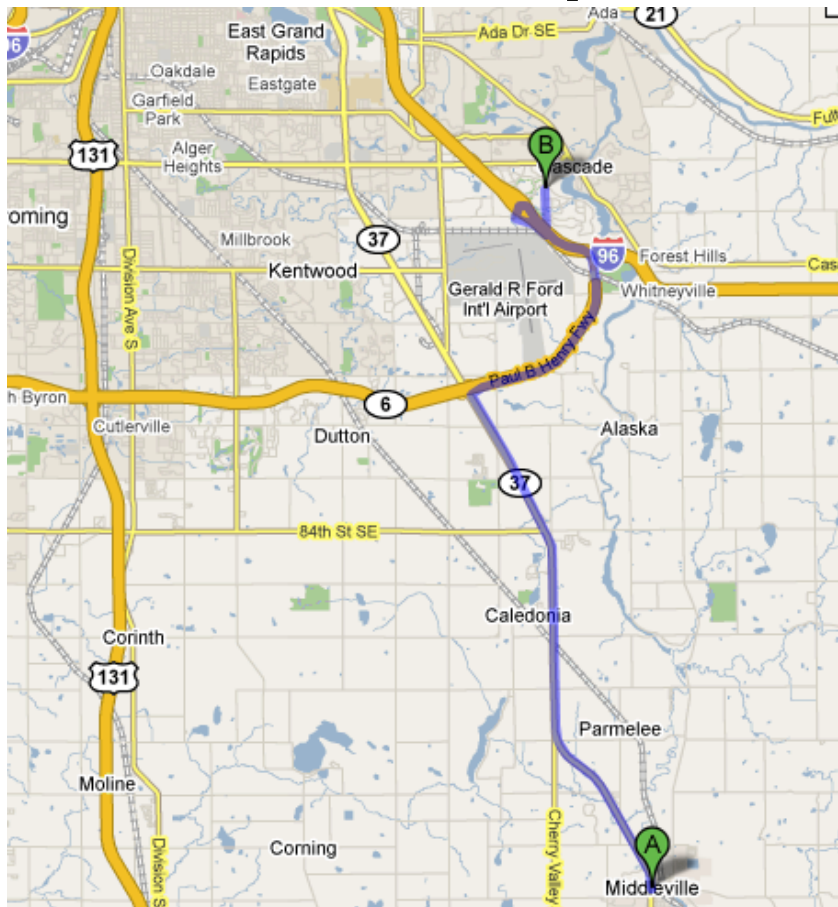 Ada
21
East Grand
Rapids
Ada Dr SE
96
Oakdale
Eastgate
Garfield
Park
131
Alger
Heights
B
ascade
oming
Millbrook
37
Kentwood
96
Forest Hills
Division Ave S
Gerald R Ford
Int'l Airport
Whitneyville
Paul B Henry Fwy
h Byron
6
Cutlerville
Dutton
Alaska
37
84th St SE
Caledonia
Corinth
131
Parmelee
Moline
Cherry Valley
Corning
A
Division S
Middleville